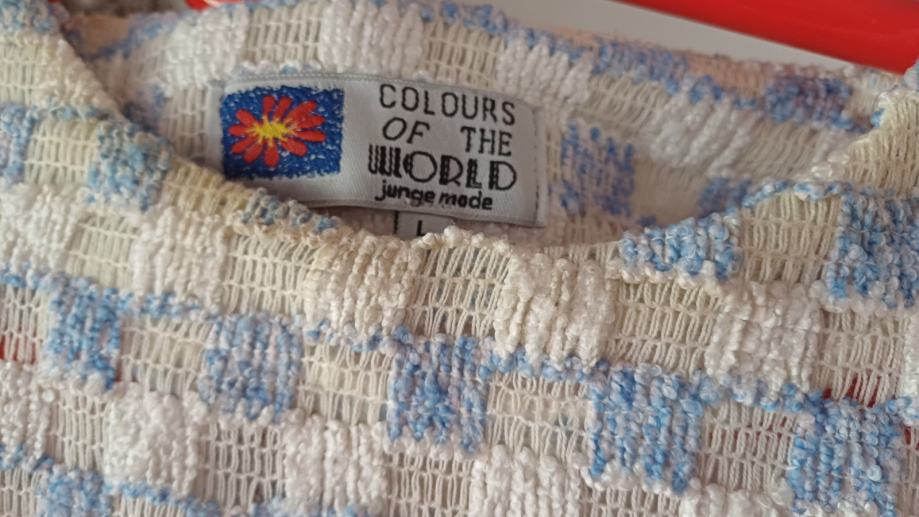 COLOURS
OF THE
WORLD
junge mode
L